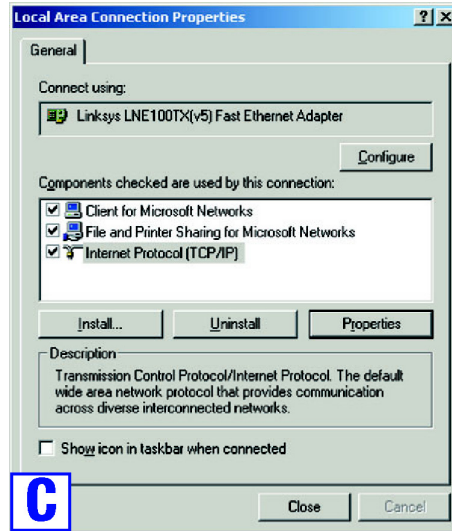 Local Area Connection Properties
General
Connect using:
Linksys LNE100TX(v5) Fast Ethernet Adapter
Configure
Components checked are used by this connection:
Client for Microsoft Networks
File and Printer Sharing for Microsoft Networks
Internet Protocol (TCP/IP)
Install... Uninstall Properties
Description
Transmission Control Protocol/Internet Protocol. The default
wide area network protocol that provides communication
across diverse interconnected networks.
Show icon in taskbar when connected
C
Close Cancel